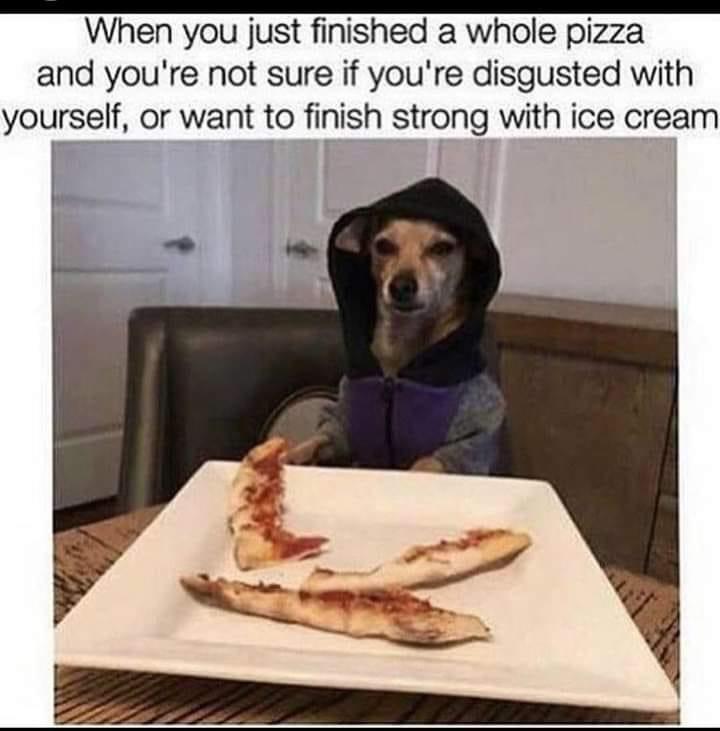 When you just finished a whole pizza
and you're not sure if you're disgusted with
yourself, or want to finish strong with ice cream